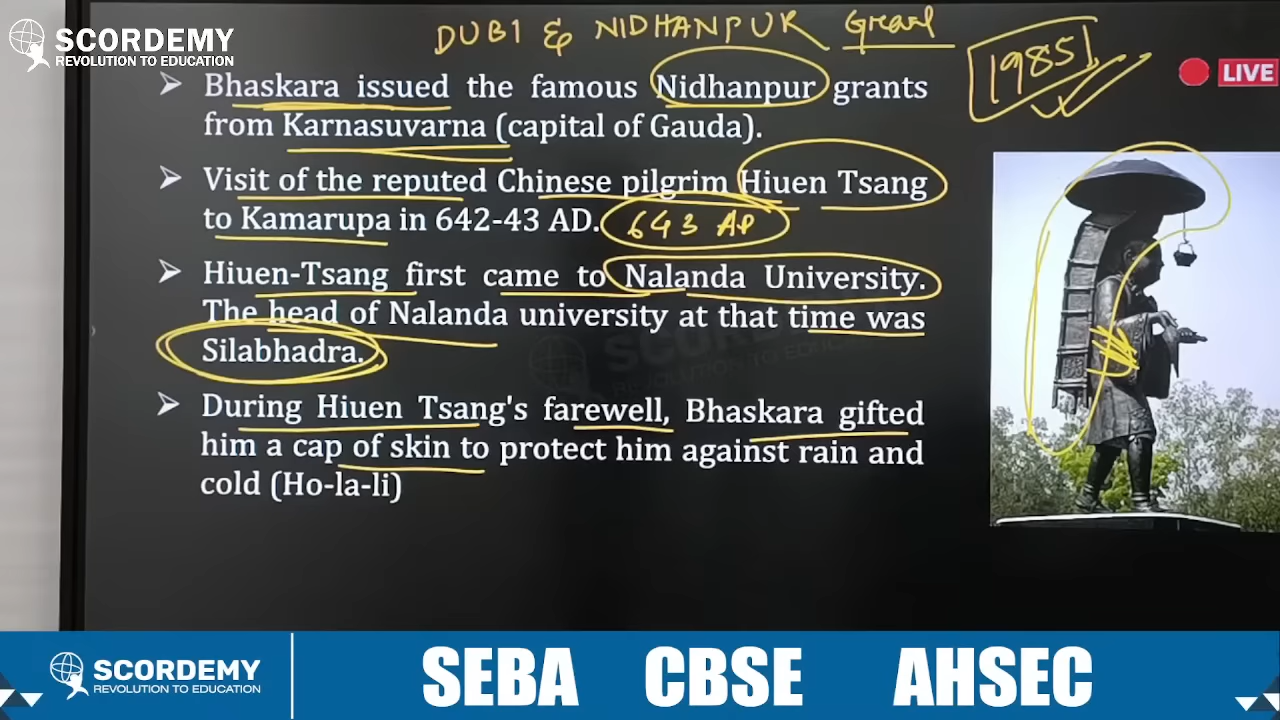 SCORDEMY
REVOLUTION TO EDUCATION
DUBI & NIDHANPUR
1985
LIVE
➤ Bhaskara issued the famous Nidhanpur grants
from Karnasuvarna (capital of Gauda).
➤ Visit of the reputed Chinese pilgrim Hiuen Tsang
to Kamarupa in 642-43 AD. 643 AD
➤ Hiuen-Tsang first came to Nalanda University.
The head of Nalanda university at that time was
Silabhadra.
➤ During Hiuen Tsang's farewell, Bhaskara gifted
him a cap of skin to protect him against rain and
cold (Ho-la-li)
SCORDEMY
REVOLUTION TO EDUCATION
SCORDEMY
REVOLUTION TO EDUCATION
SEBA CBSE AHSEC